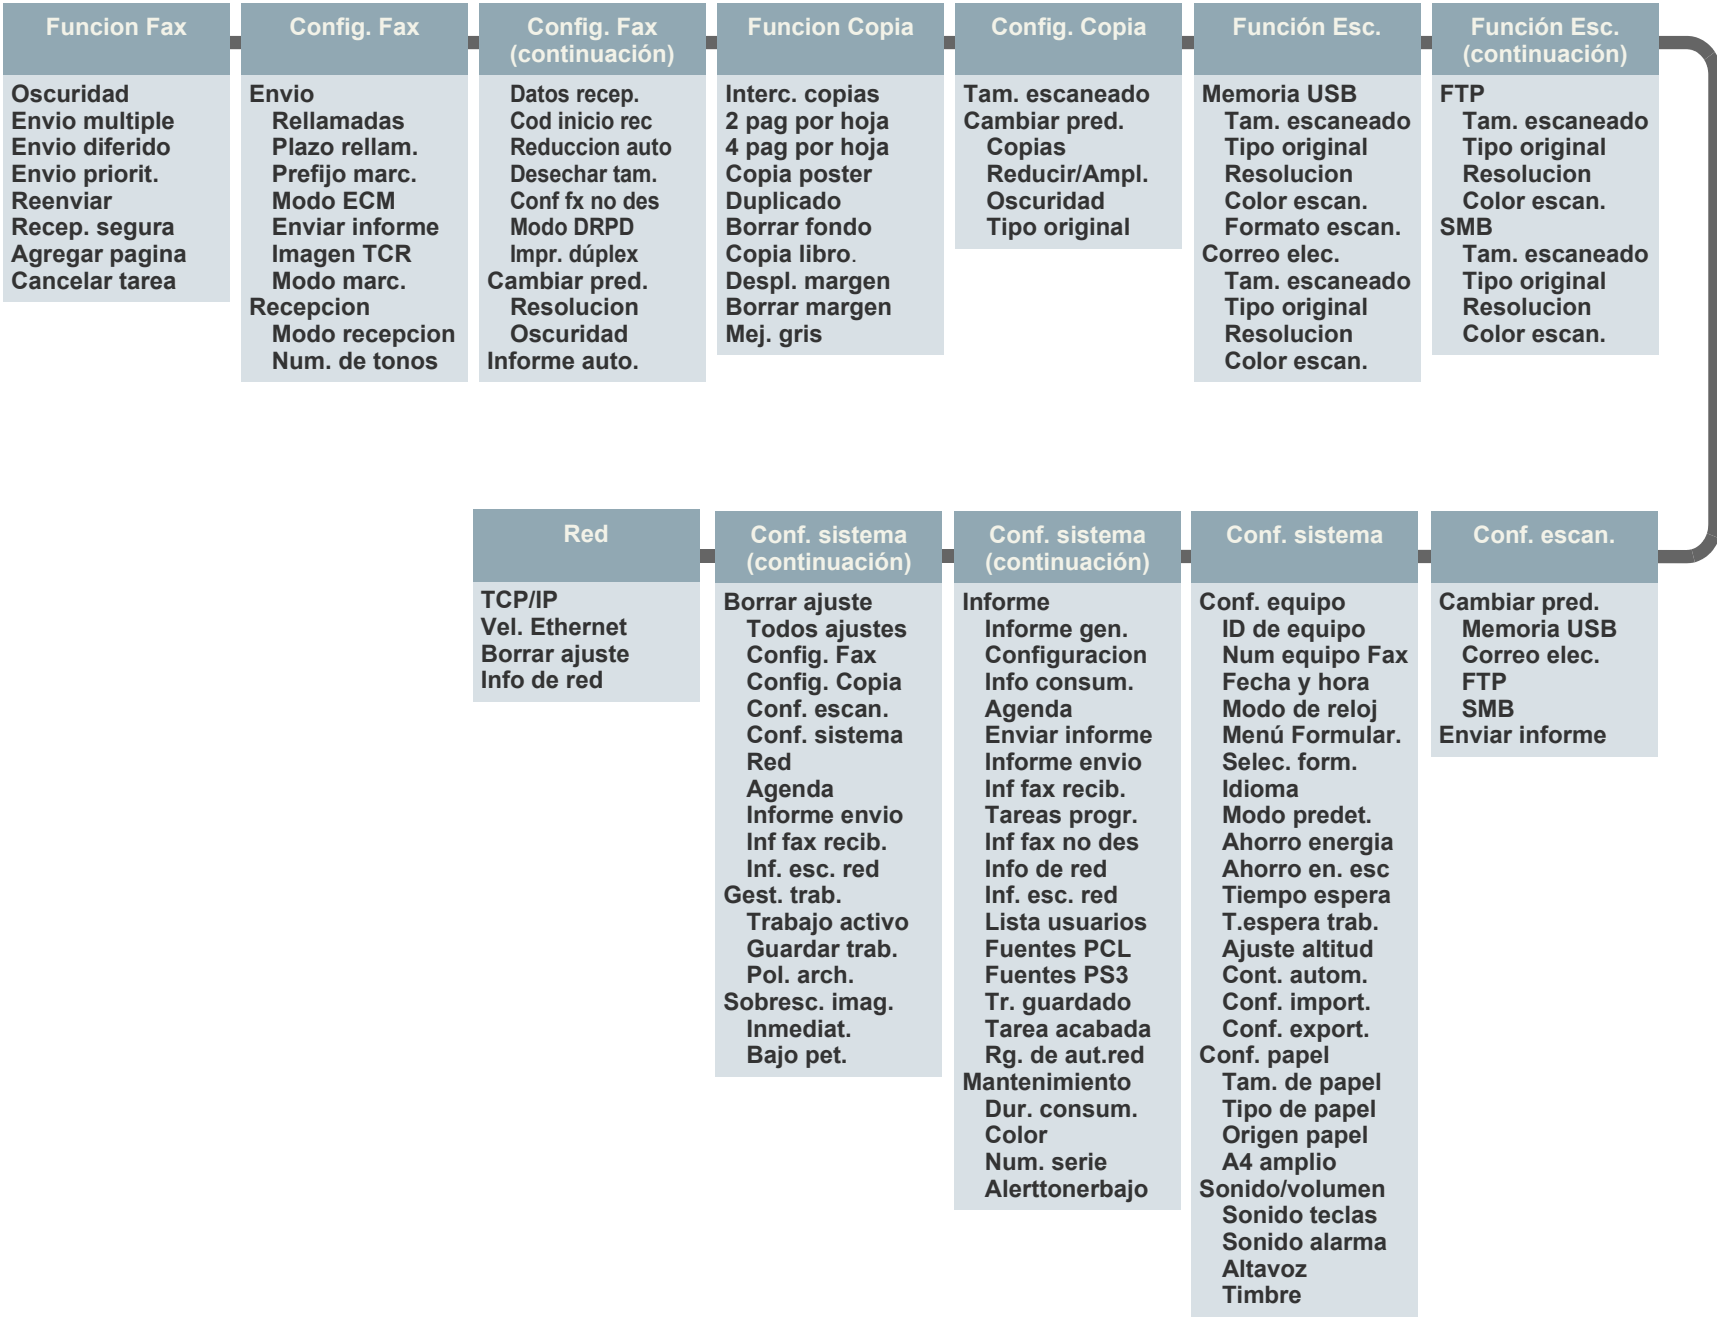 Funcion Fax
Oscuridad
Envio multiple
Envio diferido
Envio priorit.
Reenviar
Recep. segura
Agregar pagina
Cancelar tarea
Config. Fax
Envio
Rellamadas
Plazo rellam.
Prefijo marc.
Modo ECM
Enviar informe
Imagen TCR
Modo marc.
Recepcion
Modo recepcion
Num. de tonos
Config. Fax
(continuación)
Datos recep.
Cod inicio rec
Reduccion auto
Desechar tam.
Conf fx no des
Modo DRPD
Impr. dúplex
Cambiar pred.
Resolucion
Oscuridad
Informe auto.
Funcion Copia
Interc. copias
2 pag por hoja
4 pag por hoja
Copia poster
Duplicado
Borrar fondo
Copia libro.
Despl. margen
Borrar margen
Mej. gris
Config. Copia
Tam. escaneado
Cambiar pred.
Copias
Reducir/Ampl.
Oscuridad
Tipo original
Función Esc.
Memoria USB
Tam. escaneado
Tipo original
Resolucion
Color escan.
Formato escan.
Correo elec.
Tam. escaneado
Tipo original
Resolucion
Color escan.
Función Esc.
(continuación)
FTP
Tam. escaneado
Tipo original
Resolucion
Color escan.
SMB
Tam. escaneado
Tipo original
Resolucion
Color escan.
Red
TCP/IP
Vel. Ethernet
Borrar ajuste
Info de red
Conf. sistema
(continuación)
Borrar ajuste
Todos ajustes
Config. Fax
Config. Copia
Conf. escan.
Conf. sistema
Red
Agenda
Informe envio
Inf fax recib.
Inf. esc. red
Gest. trab.
Trabajo activo
Guardar trab.
Pol. arch.
Sobresc. imag.
Inmediat.
Bajo pet.
Conf. sistema
(continuación)
Informe
Informe gen.
Configuracion
Info consum.
Agenda
Enviar informe
Informe envio
Inf fax recib.
Tareas progr.
Inf fax no des
Info de red
Inf. esc. red
Lista usuarios
Fuentes PCL
Fuentes PS3
Tr. guardado
Tarea acabada
Rg. de aut.red
Mantenimiento
Dur. consum.
Color
Num. serie
Alerttonerbajo
Conf. sistema
Conf. equipo
ID de equipo
Num equipo Fax
Fecha y hora
Modo de reloj
Menú Formular.
Selec. form.
Idioma
Modo predet.
Ahorro energia
Ahorro en. esc
Tiempo espera
T.espera trab.
Ajuste altitud
Cont. autom.
Conf. import.
Conf. export.
Conf. papel
Tam. de papel
Tipo de papel
Origen papel
A4 amplio
Sonido/volumen
Sonido teclas
Sonido alarma
Altavoz
Timbre
Conf. escan.
Cambiar pred.
Memoria USB
Correo elec.
FTP
SMB
Enviar informe